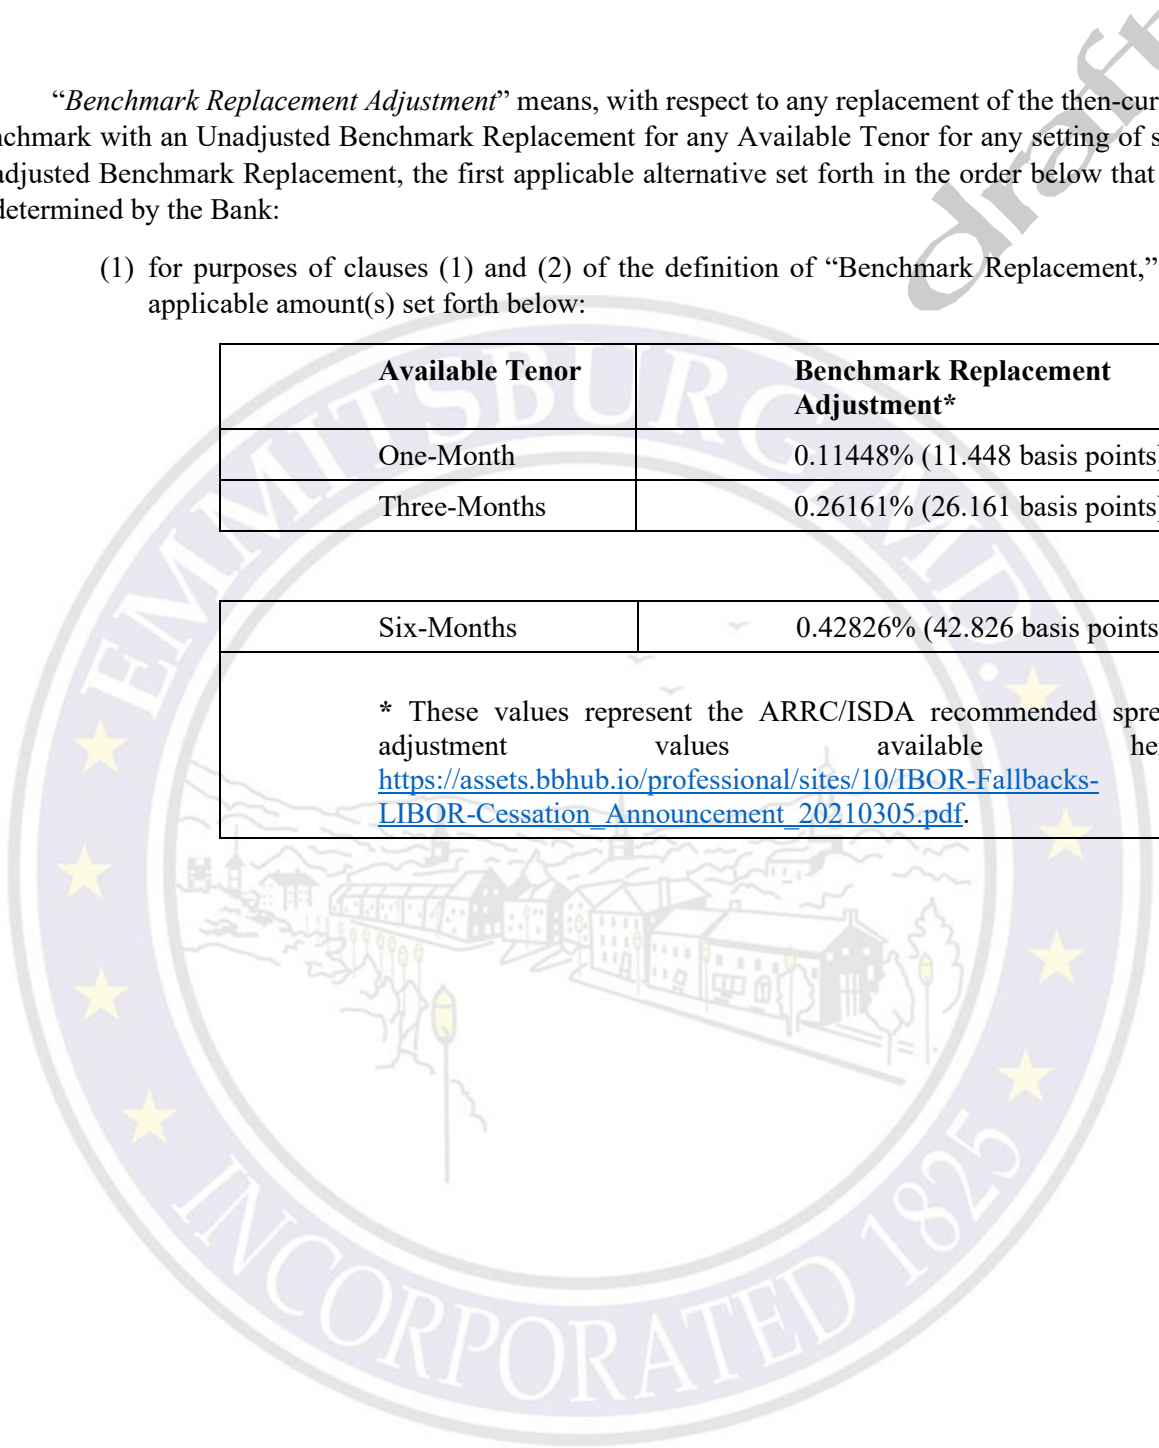 draft
“Benchmark Replacement Adjustment” means, with respect to any replacement of the then-curr
nchmark with an Unadjusted Benchmark Replacement for any Available Tenor for any setting of s
adjusted Benchmark Replacement, the first applicable alternative set forth in the order below that
determined by the Bank:
(1) for purposes of clauses (1) and (2) of the definition of “Benchmark Replacement,”
applicable amount(s) set forth below:
Available Tenor Benchmark Replacement
Adjustment*
One-Month 0.11448% (11.448 basis points)
Three-Months 0.26161% (26.161 basis points)
Six-Months 0.42826% (42.826 basis points
* These values represent the ARRC/ISDA recommended spre
adjustment values available he
https://assets.bbhub.io/professional/sites/10/IBOR-Fallbacks-
LIBOR-Cessation_Announcement_20210305.pdf.
EMMITSBURG, MD.
INCORPORATED 1825